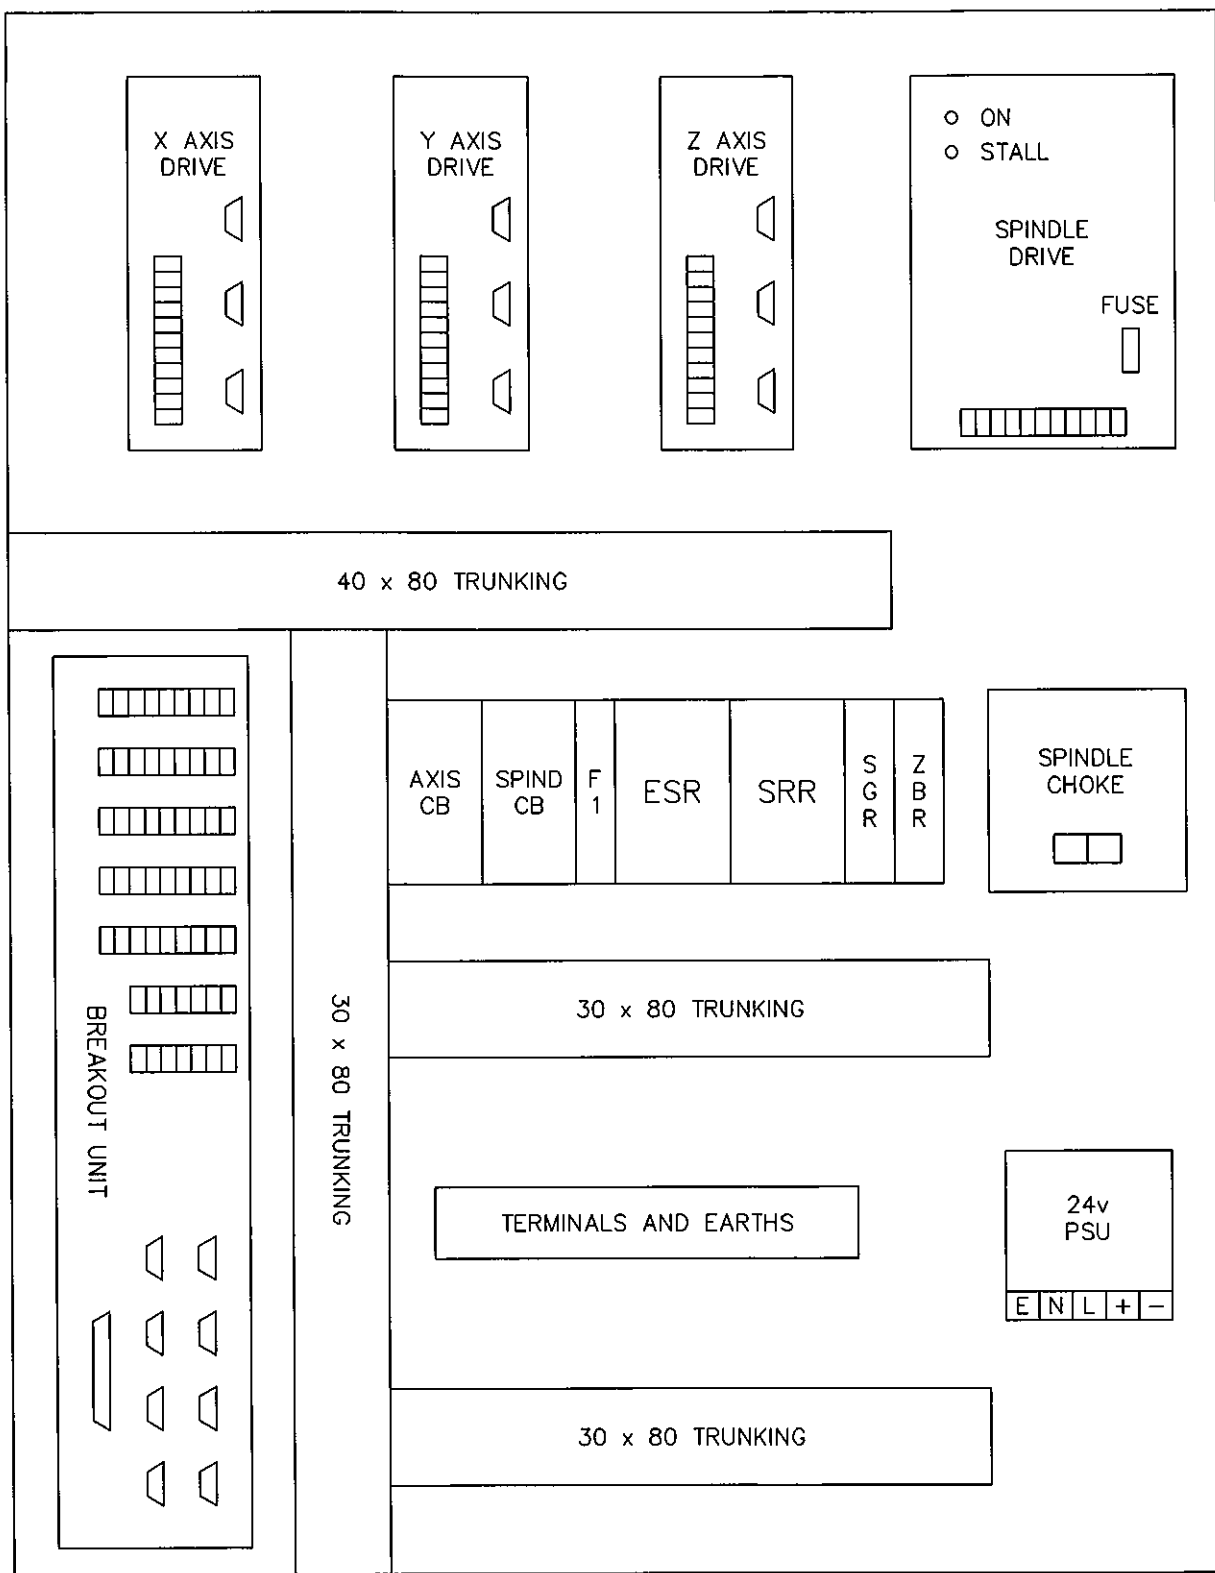 X AXIS
DRIVE
Y AXIS
DRIVE
Z AXIS
DRIVE
ON
STALL
SPINDLE
DRIVE
FUSE
40 x 80 TRUNKING
AXIS
CB
SPIND
CB
F
1
ESR
SRR
S
G
R
Z
B
R
SPINDLE
CHOKE
BREAKOUT UNIT
30 x 80 TRUNKING
30 x 80 TRUNKING
TERMINALS AND EARTHS
24v
PSU
E N L + -
30 x 80 TRUNKING